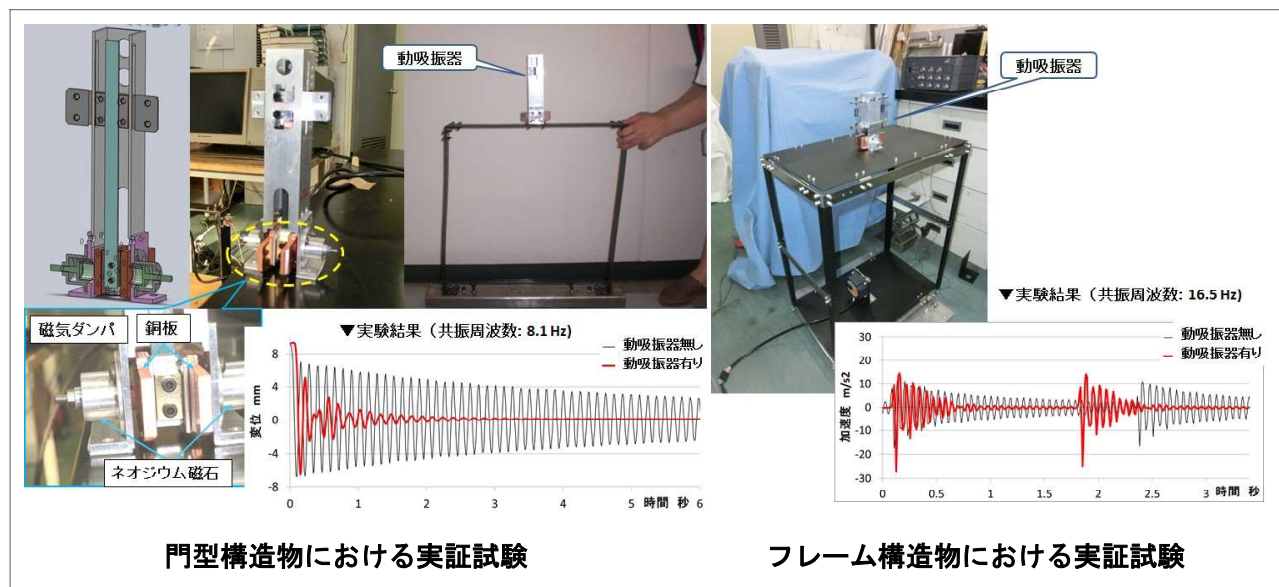 動吸振器
動吸振器
磁気ダンパ
銅板
ネオジウム磁石
▼実験結果(共振周波数: 8.1 Hz)
動吸振器無し
動吸振器有り
変位 mm
8
4
0
-4
-8
0
1
2
3
4
5
時間 秒
6
▼実験結果(共振周波数: 16.5 Hz)
動吸振器無し
動吸振器有り
加速度 m/s2
30
20
10
0
-10
-20
-30
0
0.5
1
1.5
2
2.5
3
時間 秒
門型構造物における実証試験
フレーム構造物における実証試験